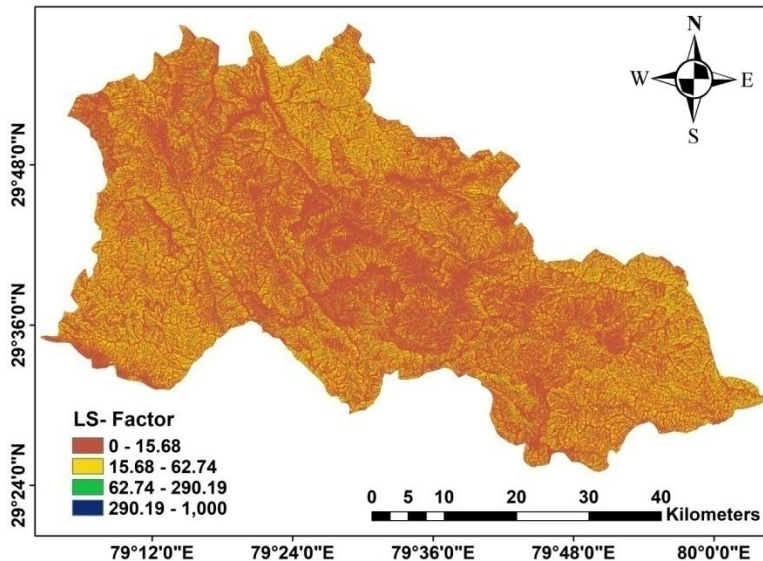 N
W E
S
29°48'0"N
29°36'0"N
29°24'0"N
LS- Factor
0 - 15.68
15.68 - 62.74
62.74 - 290.19
290.19 - 1,000
0 5 10 20 30 40
Kilometers
79°12'0"E 79°24'0"E 79°36'0"E 79°48'0"E 80°0'0"E